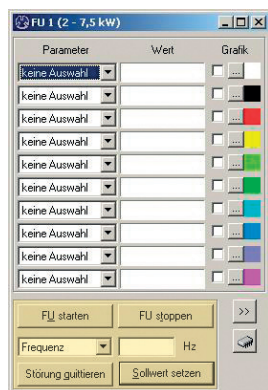 FU 1 (2 - 7,5 kW)
Parameter Wert Grafik
keine Auswahl ...
keine Auswahl ...
keine Auswahl ...
keine Auswahl ...
keine Auswahl ...
keine Auswahl ...
keine Auswahl ...
keine Auswahl ...
keine Auswahl ...
keine Auswahl ...
FU starten FU stoppen >>
Frequenz Hz
Störung quittieren Sollwert setzen